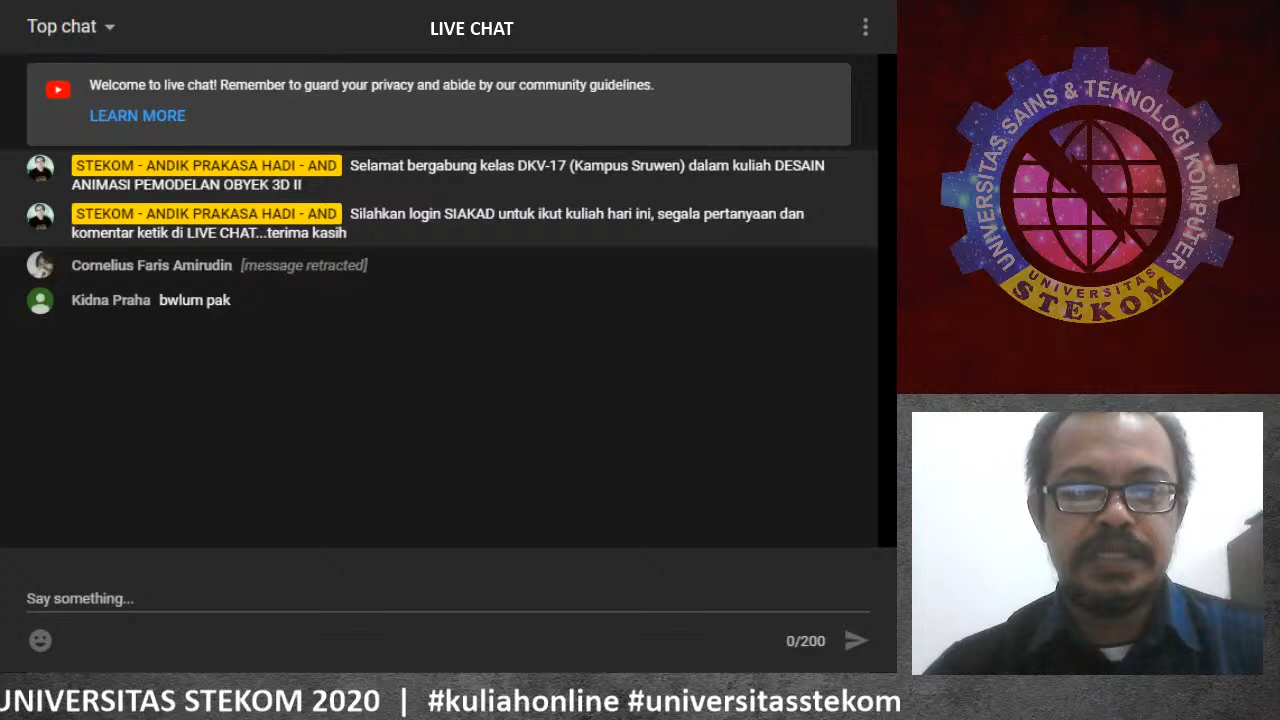 Top chat
LIVE CHAT
Welcome to live chat! Remember to guard your privacy and abide by our community guidelines.
LEARN MORE
STEKOM - ANDIK PRAKASA HADI - AND Selamat bergabung kelas DKV-17 (Kampus Sruwen) dalam kuliah DESAIN
ANIMASI PEMODELAN OBYEK 3D II
STEKOM - ANDIK PRAKASA HADI - AND Silahkan login SIAKAD untuk ikut kuliah hari ini, segala pertanyaan dan
komentar ketik di LIVE CHAT...terima kasih
Cornelius Faris Amirudin [message retracted]
Kidna Praha bwlum pak
Say something...
0/200
UNIVERSITAS SAINS & TEKNOLOGI KOMPUTER
UNIVERSITAS
STEKOM
UNIVERSITAS STEKOM 2020 | #kuliahonline #universitasstekom